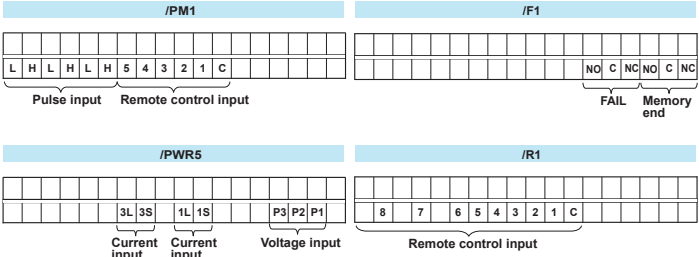 /PM1
L H L H L H 5 4 3 2 1 C
Pulse input Remote control input
/F1
NO C NC NO C NC
FAIL Memory
end
/PWR5
3L 3S 1L 1S P3 P2 P1
Current
input
Current
input
Voltage input
/R1
8 7 6 5 4 3 2 1 C
Remote control input